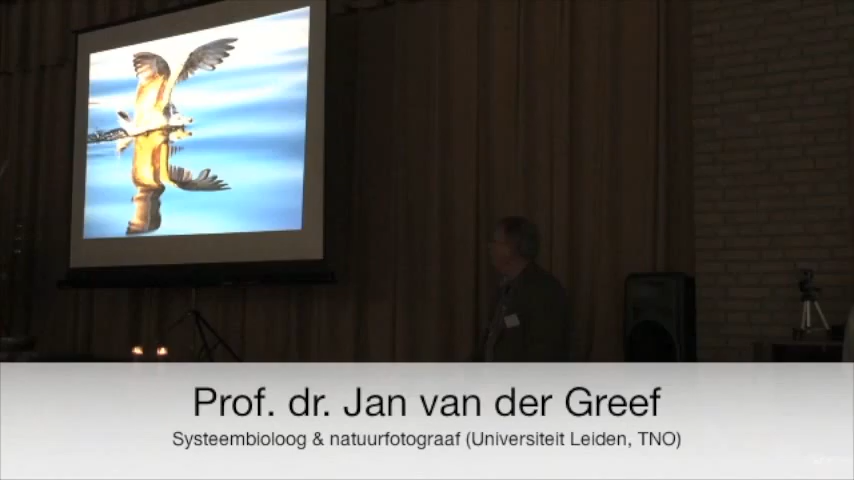 Prof. dr. Jan van der Greef
Systeembioloog & natuurfotograaf (Universiteit Leiden, TNO)